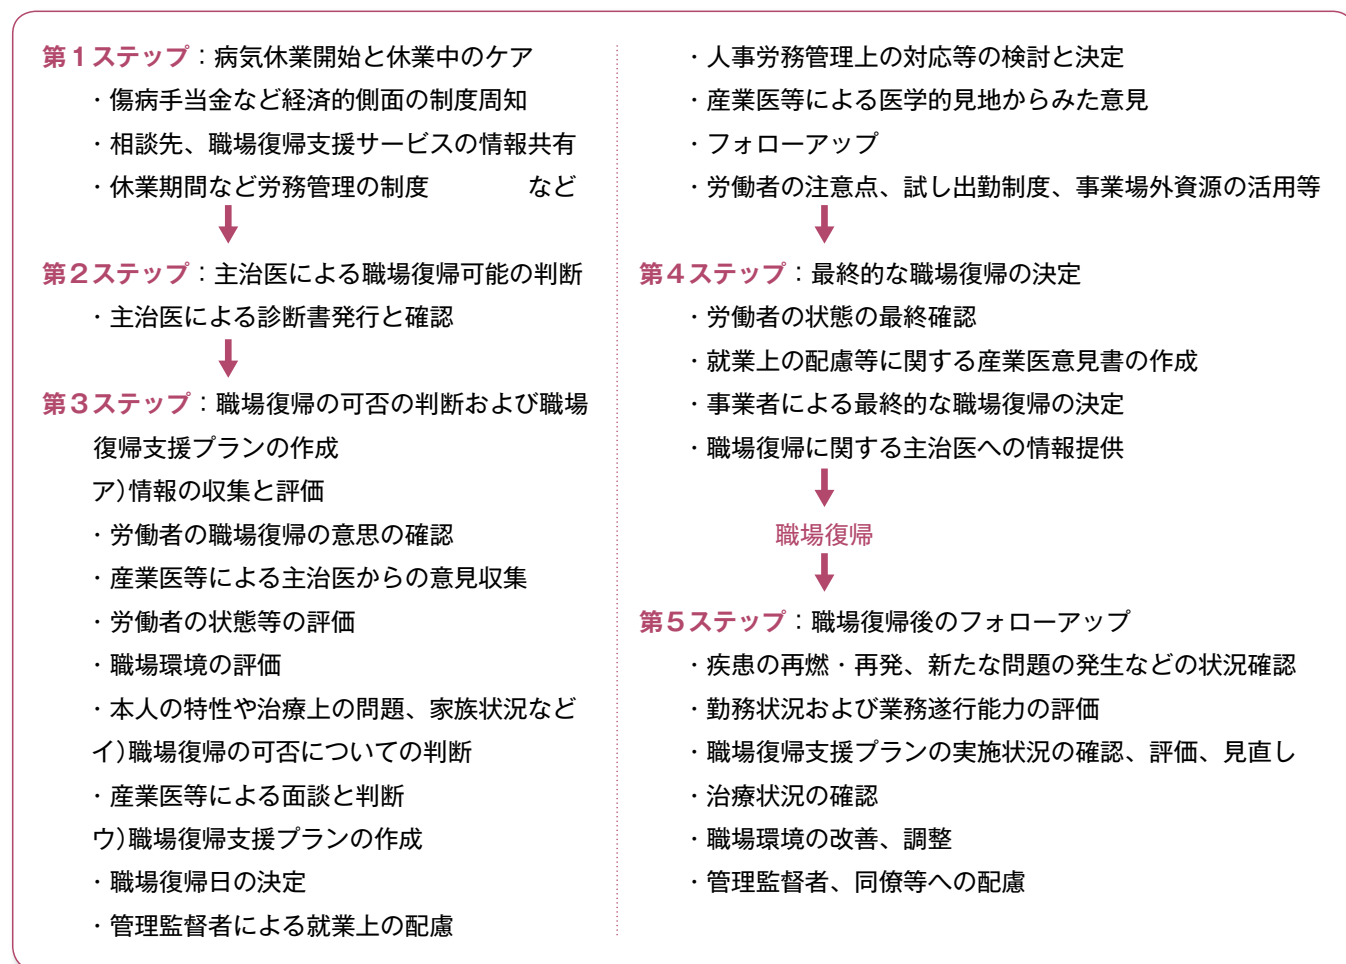 第1ステップ：病気休業開始と休業中のケア
・傷病手当金など経済的側面の制度周知
・相談先、職場復帰支援サービスの情報共有
・休業期間など労務管理の制度　　　　など
第2ステップ：主治医による職場復帰可能の判断
・主治医による診断書発行と確認
第3ステップ：職場復帰の可否の判断および職場
復帰支援プランの作成
ア）情報の収集と評価
・労働者の職場復帰の意思の確認
・産業医等による主治医からの意見収集
・労働者の状態等の評価
・職場環境の評価
・本人の特性や治療上の問題、家族状況など
イ）職場復帰の可否についての判断
・産業医等による面談と判断
ウ）職場復帰支援プランの作成
・職場復帰日の決定
・管理監督者による就業上の配慮
・人事労務管理上の対応等の検討と決定
・産業医等による医学的見地からみた意見
・フォローアップ
・労働者の注意点、試し出勤制度、事業場外資源の活用等
第4ステップ：最終的な職場復帰の決定
・労働者の状態の最終確認
・就業上の配慮等に関する産業医意見書の作成
・事業者による最終的な職場復帰の決定
・職場復帰に関する主治医への情報提供
職場復帰
第5ステップ：職場復帰後のフォローアップ
・疾患の再燃・再発、新たな問題の発生などの状況確認
・勤務状況および業務遂行能力の評価
・職場復帰支援プランの実施状況の確認、評価、見直し
・治療状況の確認
・職場環境の改善、調整
・管理監督者、同僚等への配慮